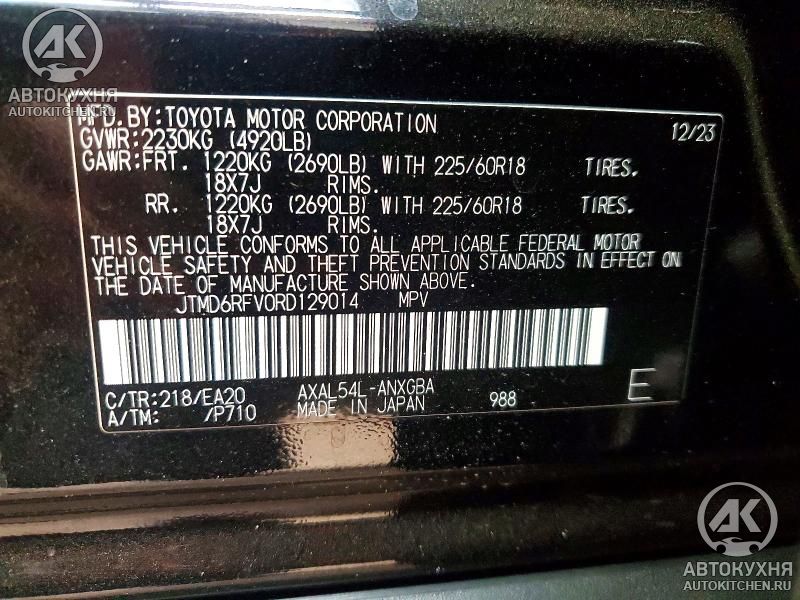 АК
АВТОКУХНЯ
AUTOKITCHEN.RU
MFD. BY:TOYOTA MOTOR CORPORATION 12/23
GVWR:2230KG (4920LB)
GAWR:FRT. 1220KG (2690LB) WITH 225/60R18 TIRES.
18X7J RIMS.
RR. 1220KG (2690LB) WITH 225/60R18 TIRES.
18X7J RIMS.
THIS VEHICLE CONFORMS TO ALL APPLICABLE FEDERAL MOTOR
VEHICLE SAFETY AND THEFT PREVENTION STANDARDS IN EFFECT ON
THE DATE OF MANUFACTURE SHOWN ABOVE.
JTMD6RFV0RD129014 MPV
C/TR:218/EA20 AXAL54L-ANXGBA
A/TM: /P710 MADE IN JAPAN 988 E
АК
АВТОКУХНЯ
AUTOKITCHEN.RU